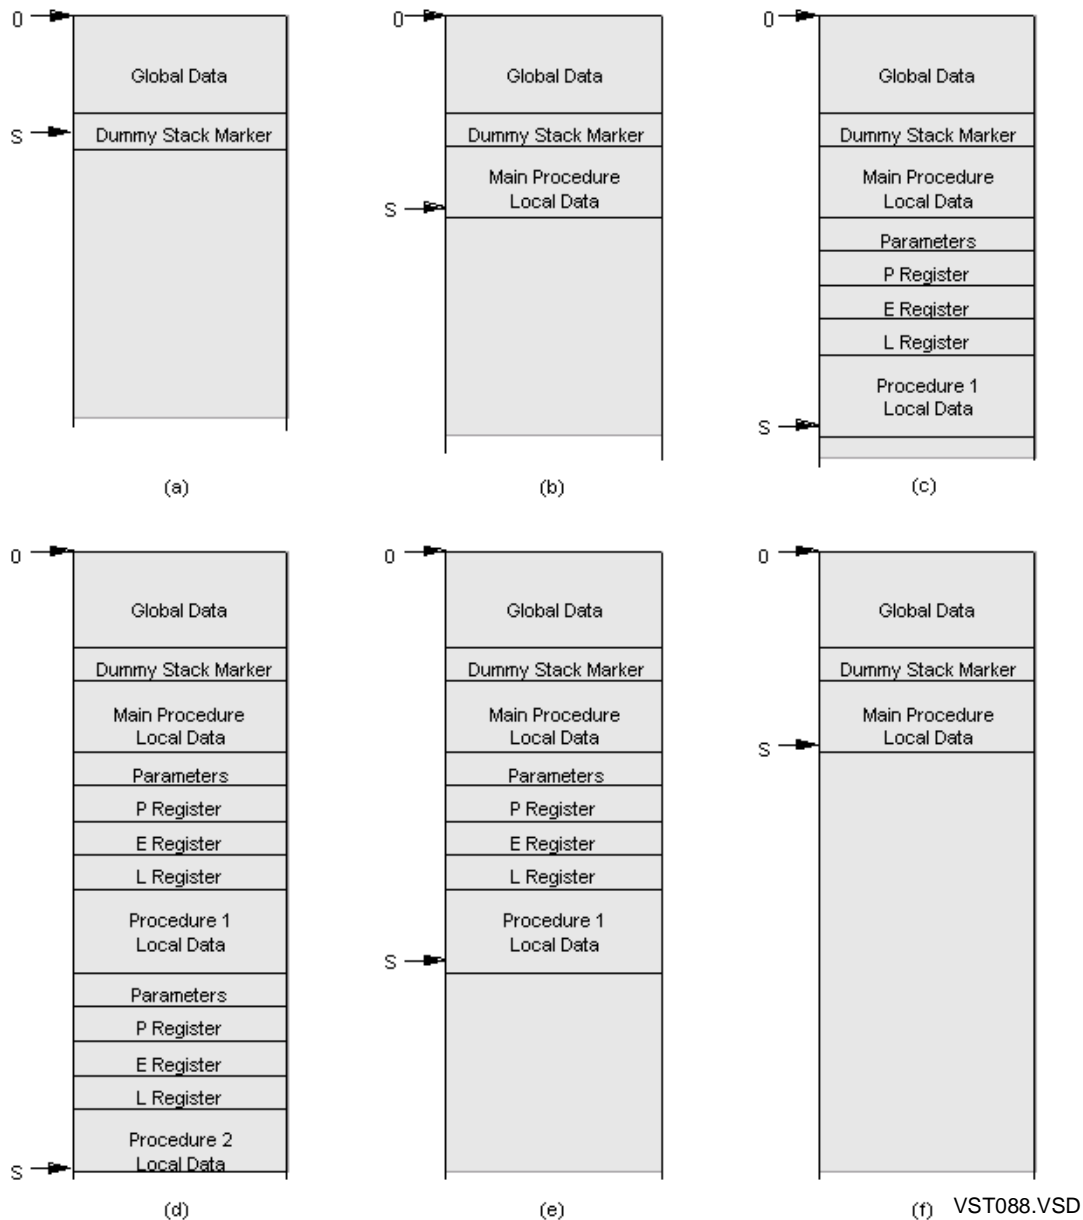 0
Global Data
S
Dummy Stack Marker
(a)
0
Global Data
Dummy Stack Marker
Main Procedure
Local Data
S
(b)
0
Global Data
Dummy Stack Marker
Main Procedure
Local Data
Parameters
P Register
E Register
L Register
Procedure 1
Local Data
S
(c)
0
Global Data
Dummy Stack Marker
Main Procedure
Local Data
Parameters
P Register
E Register
L Register
Procedure 1
Local Data
Parameters
P Register
E Register
L Register
Procedure 2
Local Data
S
(d)
0
Global Data
Dummy Stack Marker
Main Procedure
Local Data
Parameters
P Register
E Register
L Register
Procedure 1
Local Data
S
(e)
0
Global Data
Dummy Stack Marker
Main Procedure
Local Data
S
(f)
VST088.VSD